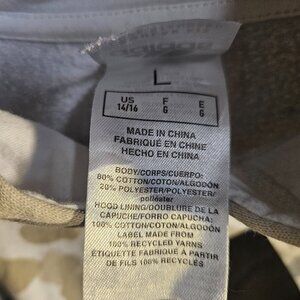 L
US F E
14/16 G G
MADE IN CHINA
FABRIQUÉ EN CHINE
HECHO EN CHINA
BODY/CORPS/CUERPO:
80% COTTON/COTON/ALGODÓN
20% POLYESTER/POLYESTER/
poliéster
HOOD LINING/DOUBLURE DE LA
CAPUCHE/FORRO CAPUCHA:
100% COTTON/COTON/ALGODÓN
LABEL MADE FROM
100% RECYCLED YARNS
ÉTIQUETTE FABRIQUÉ À PARTIR
DE FILS 100% RECYCLÉS